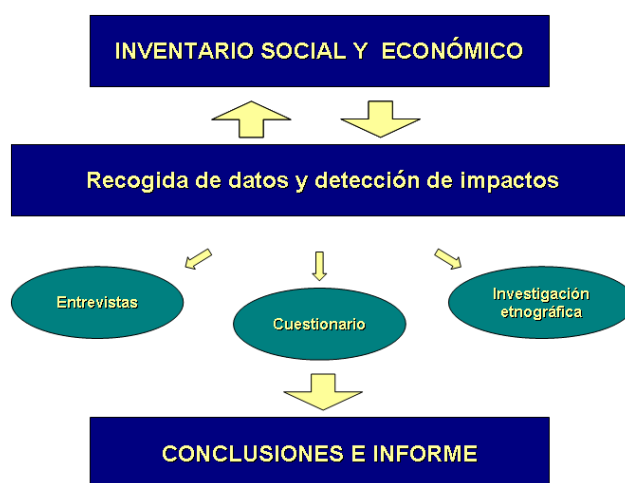 INVENTARIO SOCIAL Y ECONÓMICO
Recogida de datos y detección de impactos
Entrevistas
Cuestionario
Investigación
etnográfica
CONCLUSIONES E INFORME